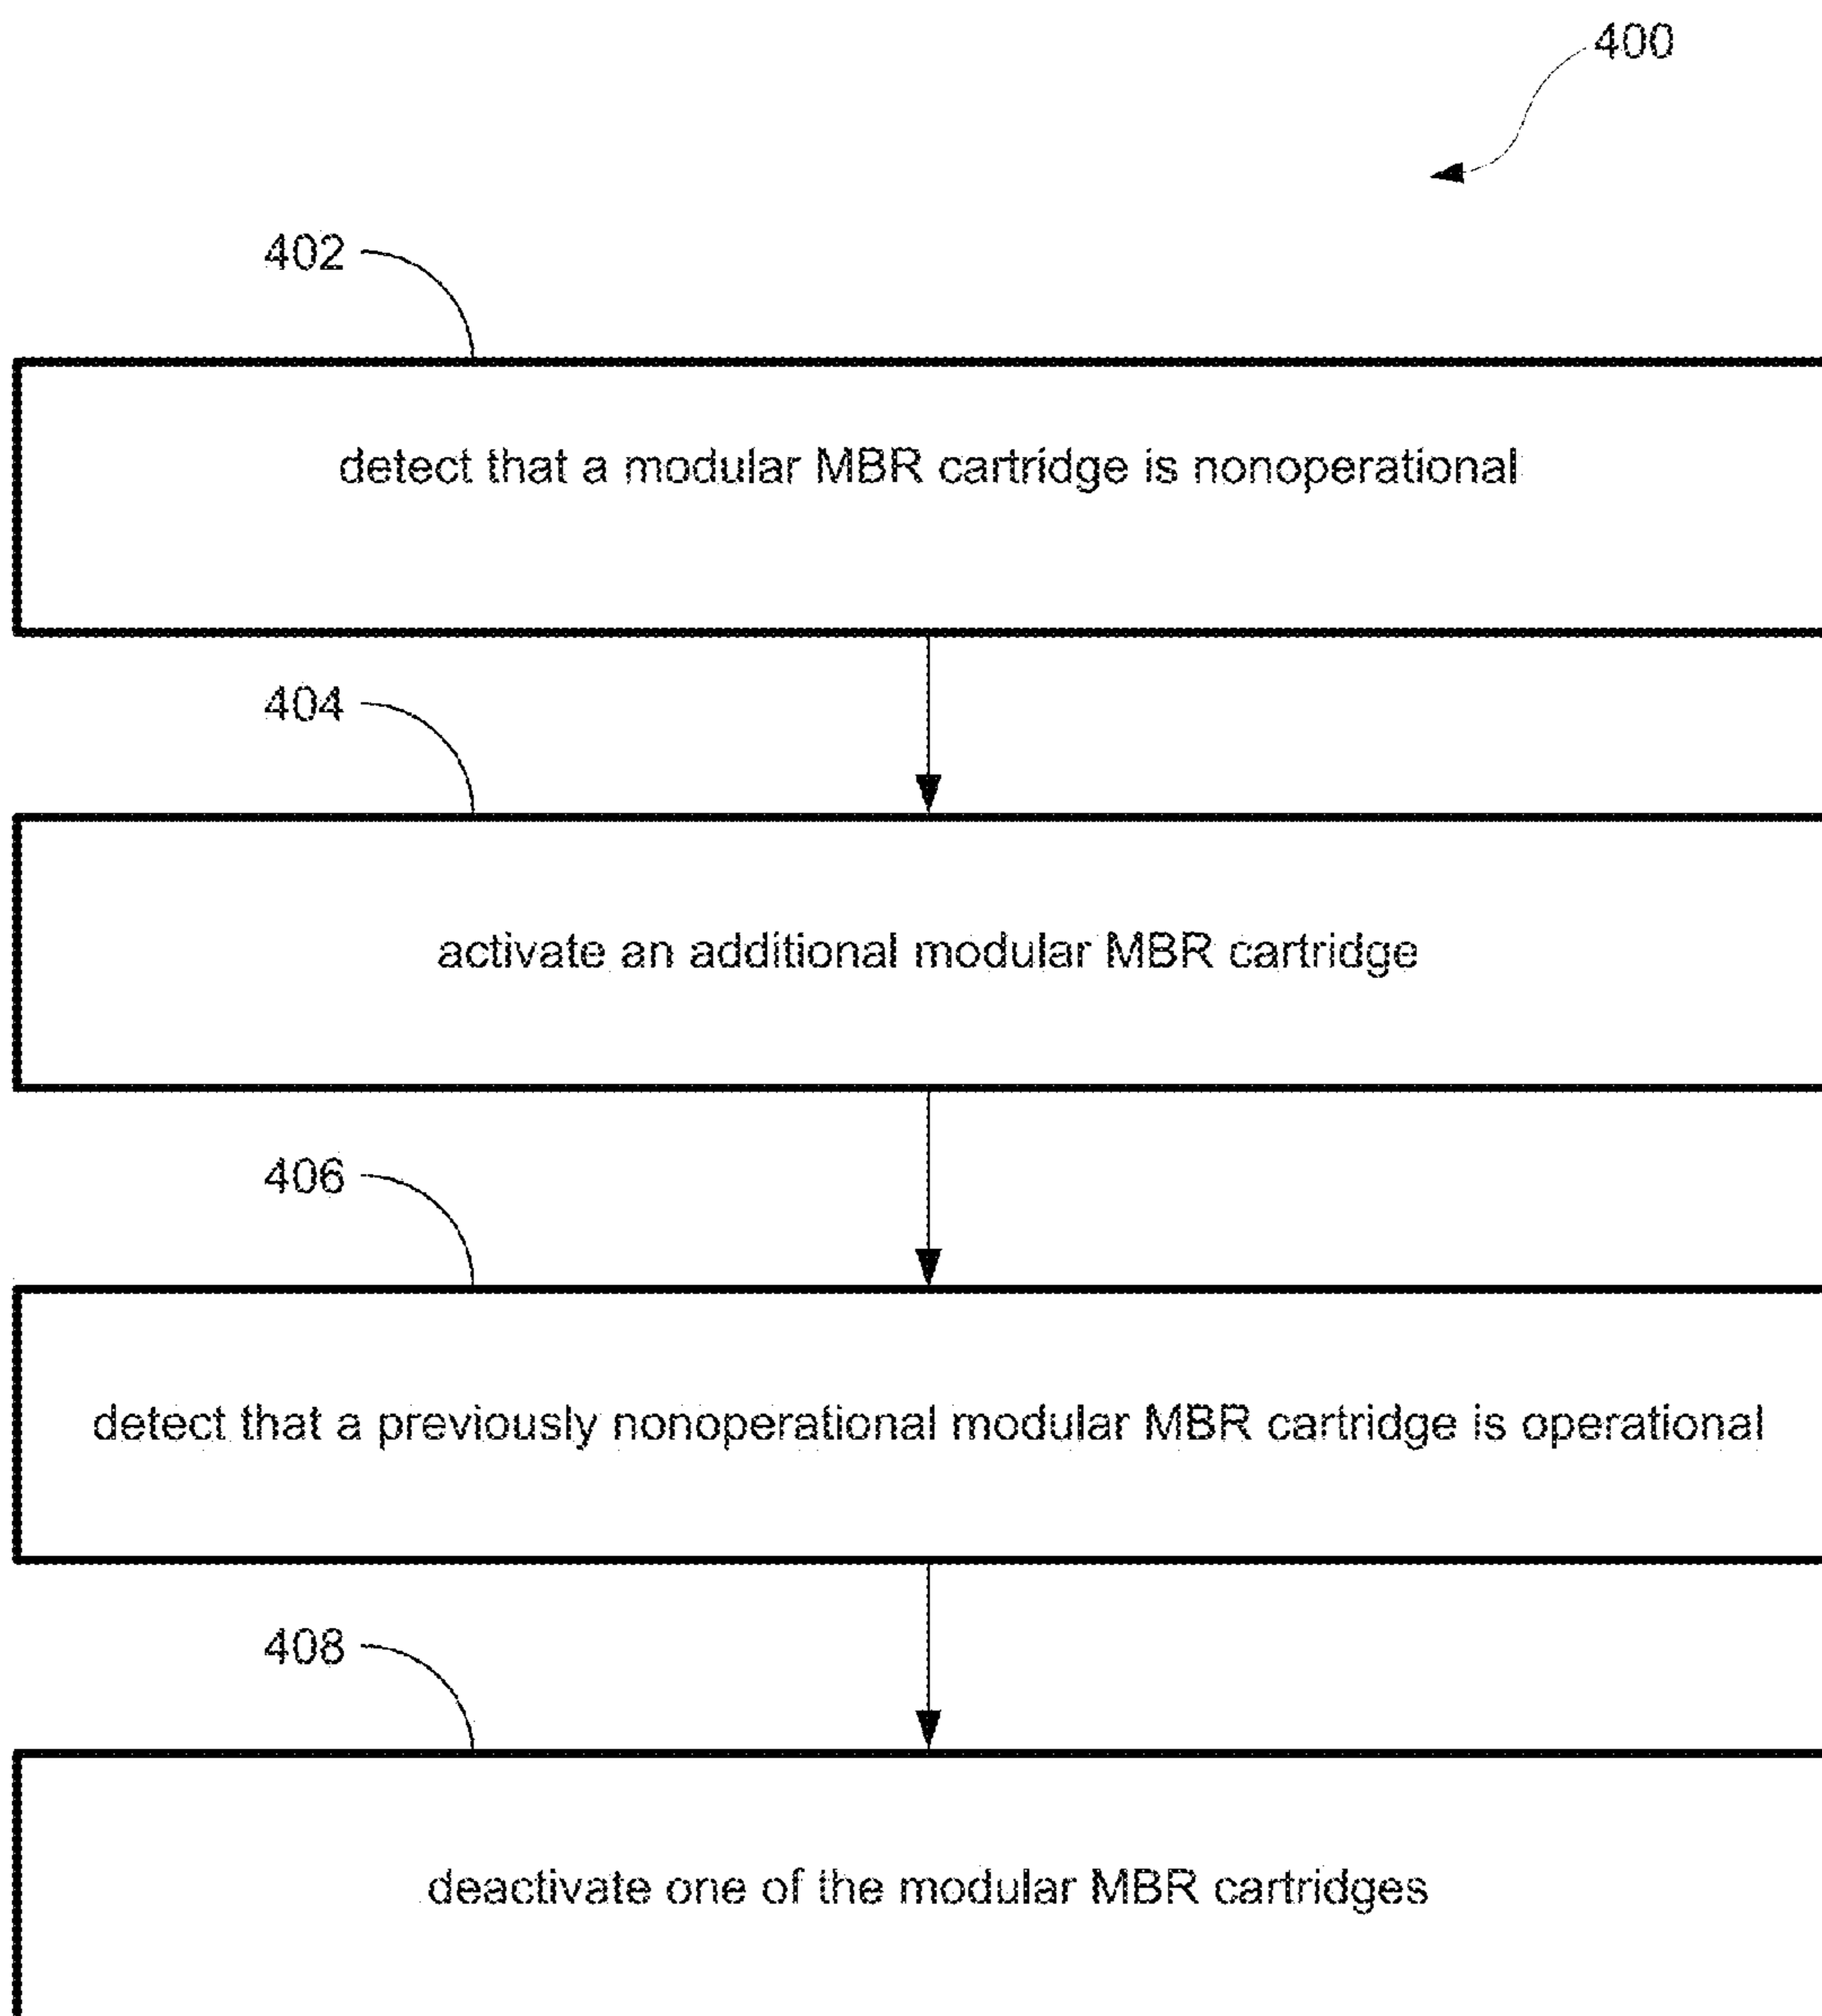 400
402
detect that a modular MBR cartridge is nonoperational
404
activate an additional modular MBR cartridge
406
detect that a previously nonoperational modular MBR cartridge is operational
408
deactivate one of the modular MBR cartridges